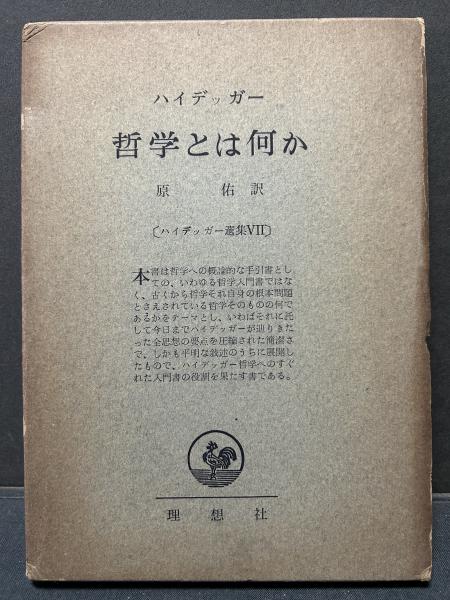 ハイデッガー
哲学とは何か
原 佑 訳
〔ハイデッガー選集VII〕
本書は哲学への概論的な手引書とし
ての、いわゆる哲学入門書ではな
く、古くから哲学それ自身の根本問題
とさえされている哲学そのものの何で
あるかをテーマとし、いわばそれに託
して今日までハイデッガーが辿りきた
った全思想の要点を圧縮された簡潔さ
で、しかも平明な叙述のうちに展開し
たもので、ハイデッガー哲学へのすぐ
れた入門書の役割を果たす書である。
理想社